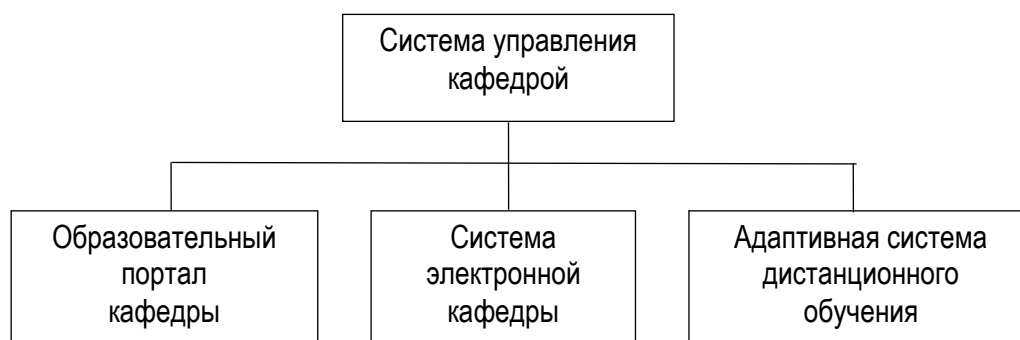 Система управления
кафедрой
Образовательный
портал
кафедры
Система
электронной
кафедры
Адаптивная система
дистанционного
обучения